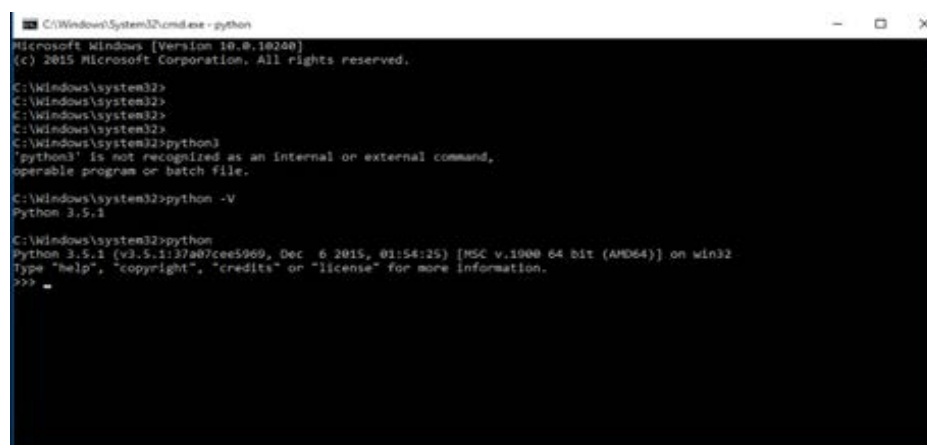 C:\Windows\System32\cmd.exe - python
Microsoft Windows [Version 10.0.10240]
(c) 2015 Microsoft Corporation. All rights reserved.
C:\Windows\system32>
C:\Windows\system32>
C:\Windows\system32>
C:\Windows\system32>
C:\Windows\system32>python3
'python3' is not recognized as an internal or external command,
operable program or batch file.
C:\Windows\system32>python -V
Python 3.5.1
C:\Windows\system32>python
Python 3.5.1 (v3.5.1:37a07cee5969, Dec  6 2015, 01:54:25) [MSC v.1900 64 bit (AMD64)] on win32
Type "help", "copyright", "credits" or "license" for more information.
>>>